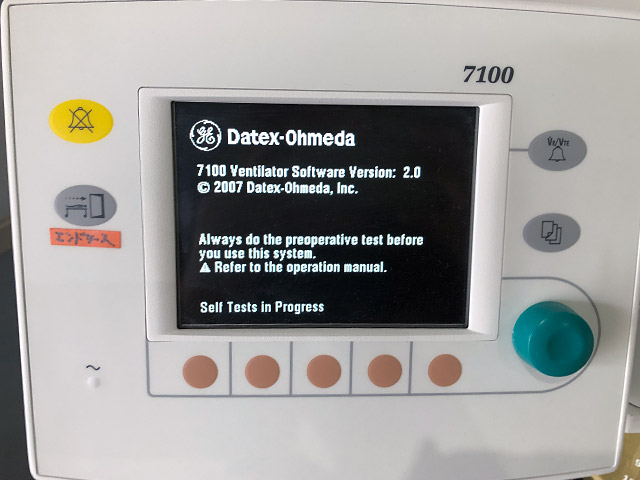 7100
GE Datex-Ohmeda
7100 Ventilator Software Version: 2.0
© 2007 Datex-Ohmeda, Inc.
V̇E/VTE
Always do the preoperative test before
you use this system.
Refer to the operation manual.
Self Tests in Progress
エンドケース
~